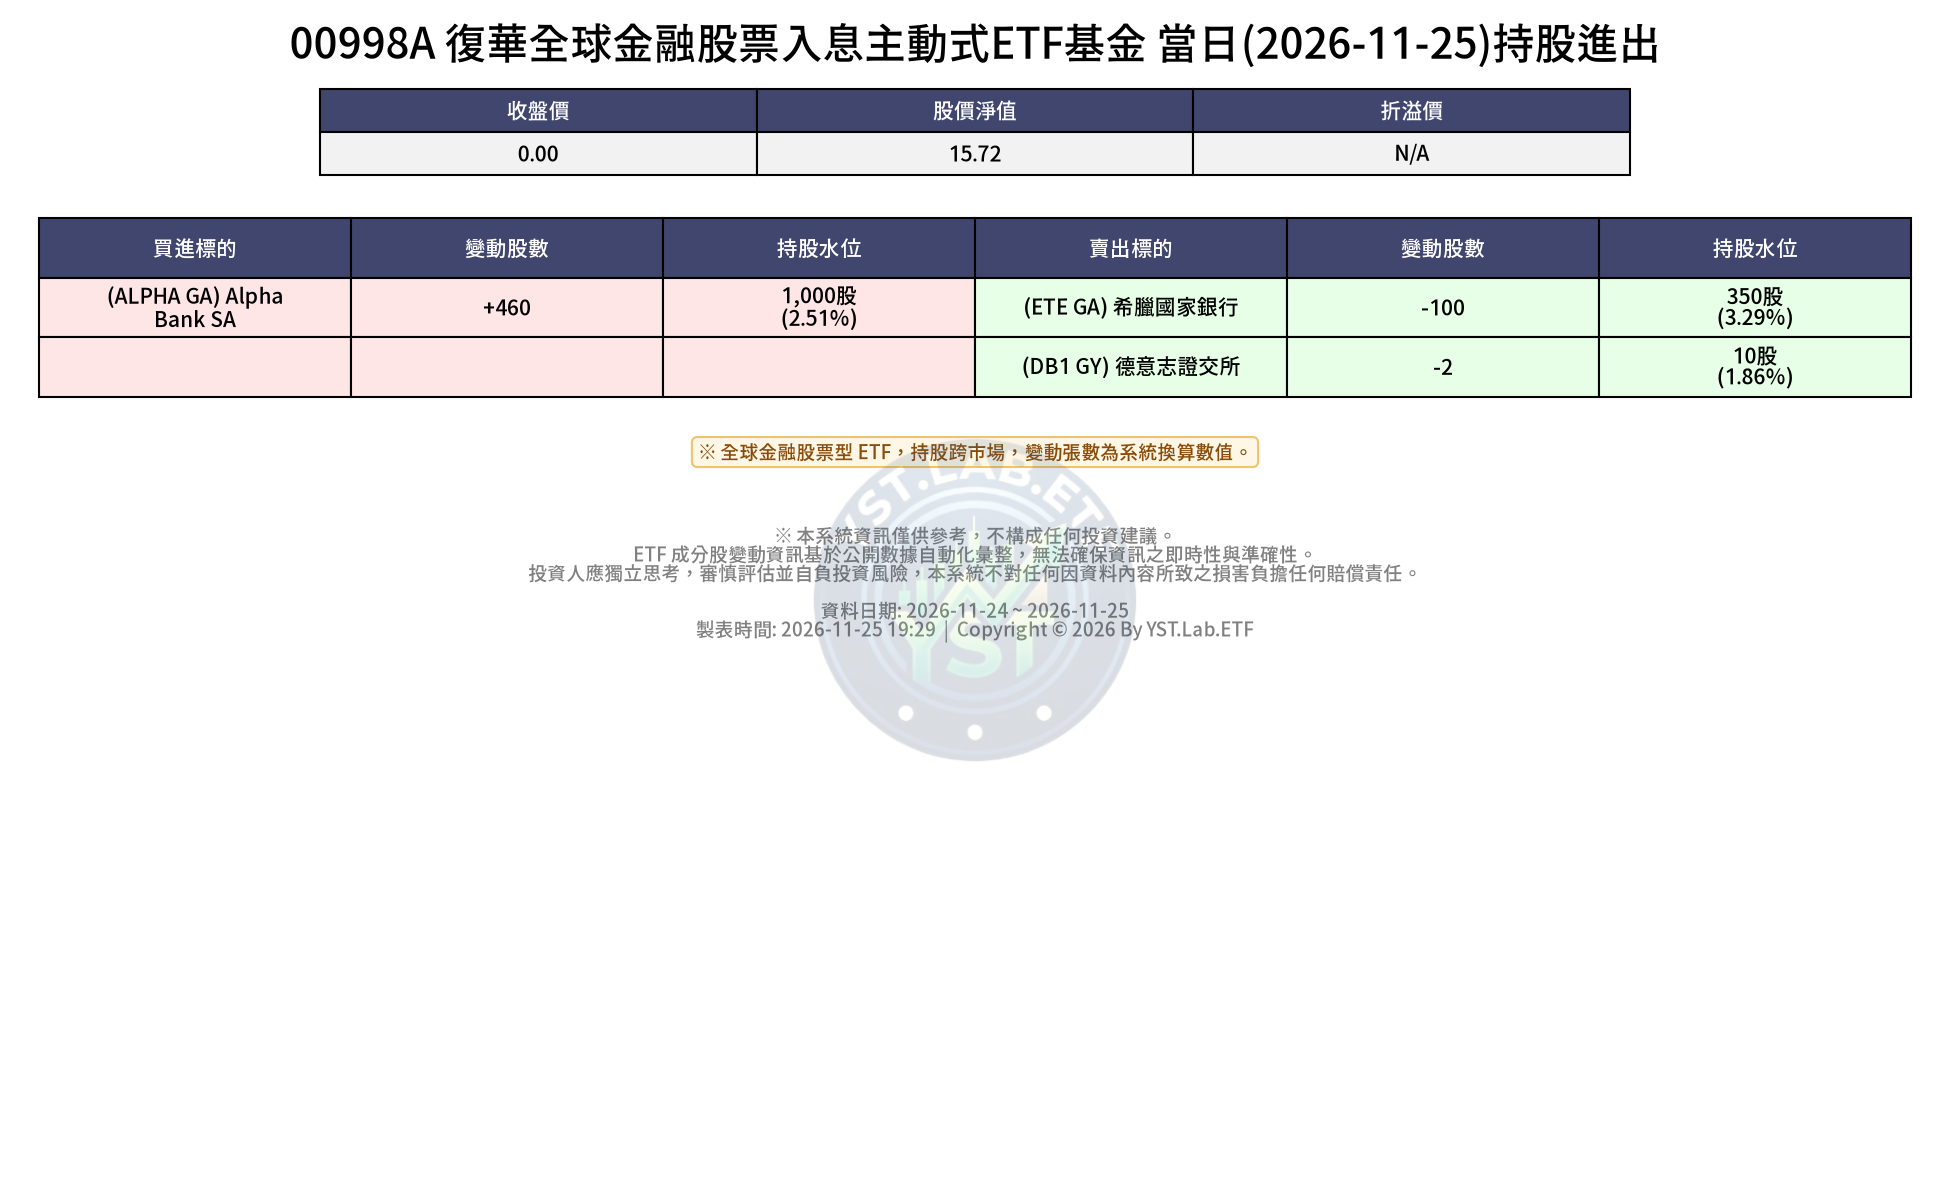 00998A 復華全球金融股票入息主動式ETF基金 當日(2026-11-25)持股進出
收盤價 股價淨值 折溢價
0.00 15.72 N/A
買進標的 變動股數 持股水位 賣出標的 變動股數 持股水位
(ALPHA GA) Alpha
Bank SA
+460
1,000股
(2.51%)
(ETE GA) 希臘國家銀行
-100
350股
(3.29%)
(DB1 GY) 德意志證交所
-2
10股
(1.86%)
※ 全球金融股票型 ETF，持股跨市場，變動張數為系統換算數值。
YST.LAB.ET
※ 本系統資訊僅供參考，不構成任何投資建議。
ETF 成分股變動資訊基於公開數據自動化彙整，無法確保資訊之即時性與準確性。
投資人應獨立思考，審慎評估並自負投資風險，本系統不對任何因資料內容所致之損害負擔任何賠償責任。
資料日期: 2026-11-24 ~ 2026-11-25
製表時間: 2026-11-25 19:29 │ Copyright © 2026 By YST.Lab.ETF
YST